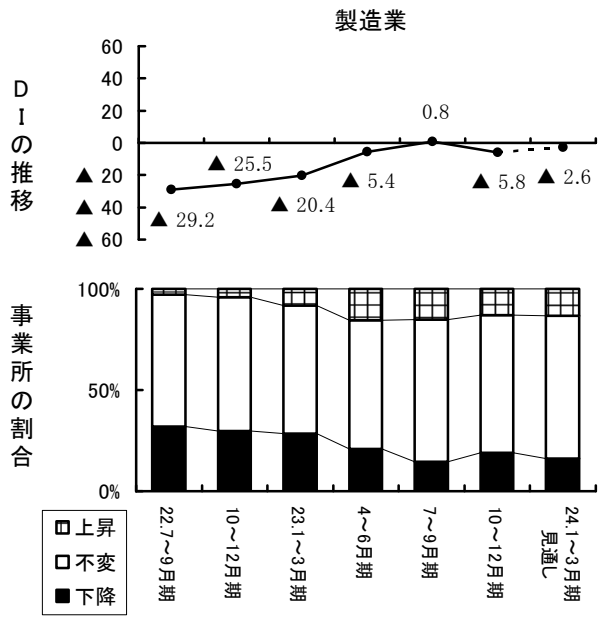 製造業
DIの推移
60
40
20
0
▲ 20
▲ 40
▲ 60
▲ 29.2
▲ 25.5
▲ 20.4
▲ 5.4
0.8
▲ 5.8
▲ 2.6
事業所の割合
100%
50%
0%
22.7～9月期
10～12月期
23.1～3月期
4～6月期
7～9月期
10～12月期
24.1～3月期
見通し
上昇
不変
下降